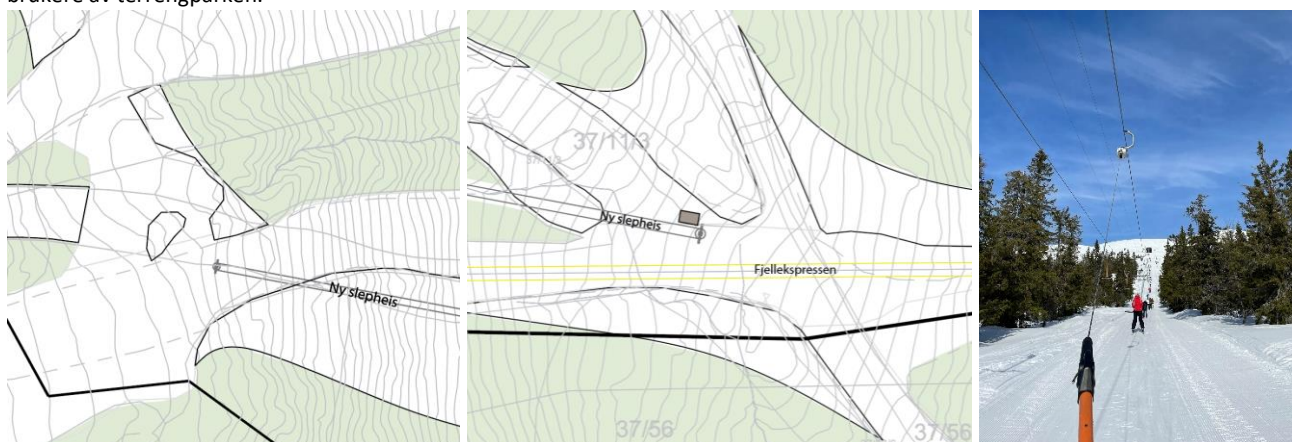 brukere av terrengparken.
Ny slepheis
37/11/3
Ny slepheis
Fjellekspressen
37/56
37/56